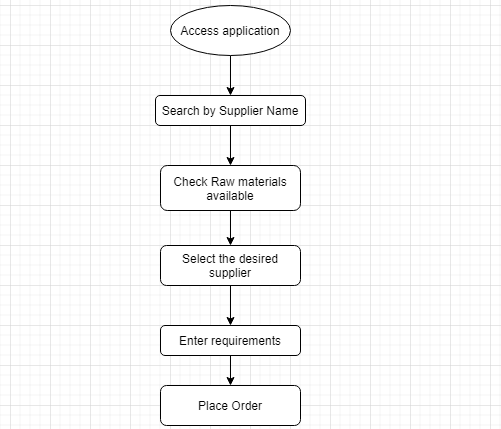 Access application
Search by Supplier Name
Check Raw materials
available
Select the desired
supplier
Enter requirements
Place Order